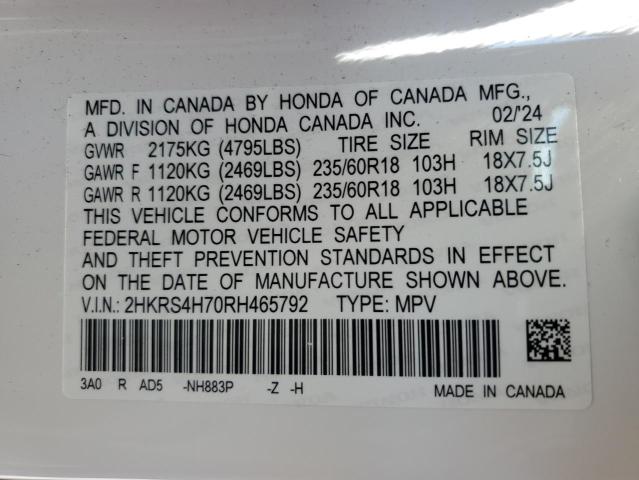 MFD. IN CANADA BY HONDA OF CANADA MFG.,
A DIVISION OF HONDA CANADA INC. 02/'24
GVWR 2175KG (4795LBS) TIRE SIZE RIM SIZE
GAWR F 1120KG (2469LBS) 235/60R18 103H 18X7.5J
GAWR R 1120KG (2469LBS) 235/60R18 103H 18X7.5J
THIS VEHICLE CONFORMS TO ALL APPLICABLE
FEDERAL MOTOR VEHICLE SAFETY
AND THEFT PREVENTION STANDARDS IN EFFECT
ON THE DATE OF MANUFACTURE SHOWN ABOVE.
V.I.N.: 2HKRS4H70RH465792 TYPE: MPV
3A0 R AD5 -NH883P -Z -H
MADE IN CANADA